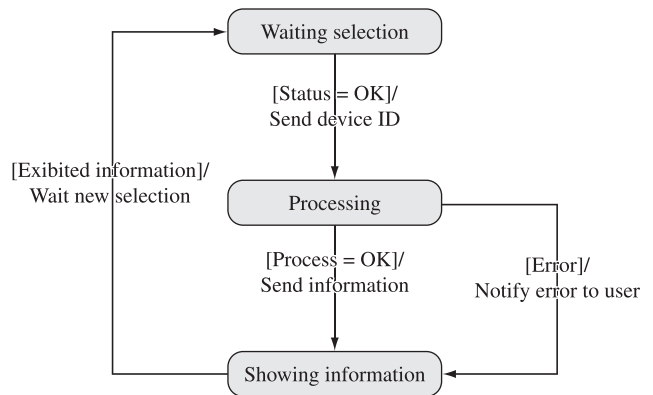 Waiting selection
[Status = OK]/
Send device ID
[Exibited information]/
Wait new selection
Processing
[Process = OK]/
Send information
[Error]/
Notify error to user
Showing information